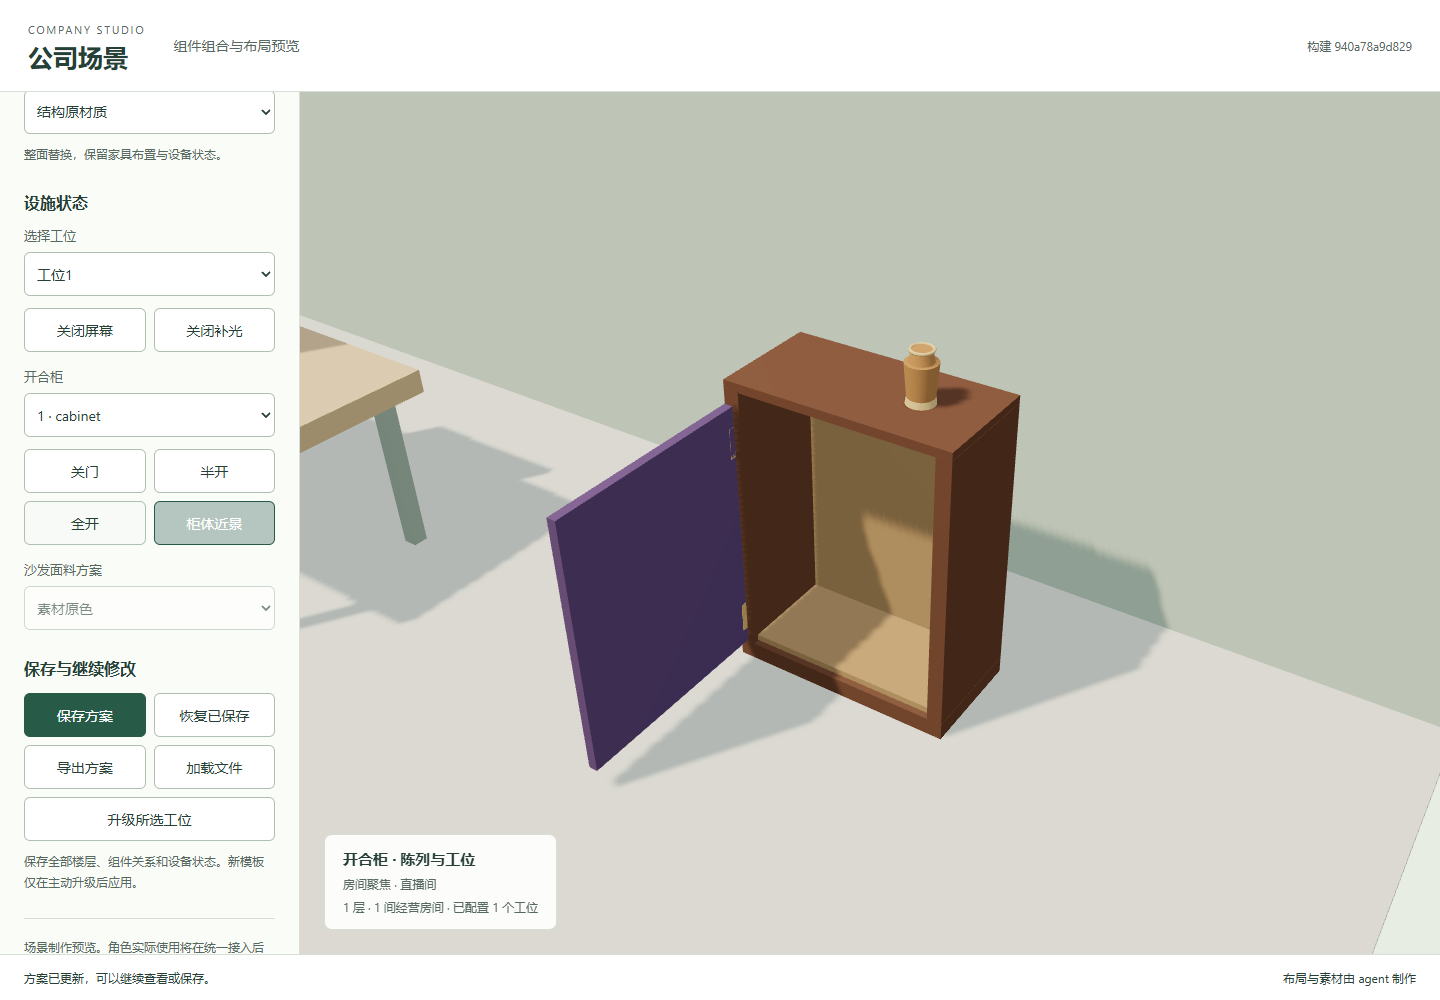 COMPANY STUDIO
公司场景
组件组合与布局预览
构建 940a78a9d829
结构原材质
整面替换，保留家具布置与设备状态。
设施状态
选择工位
工位1
关闭屏幕
关闭补光
开合柜
1 · cabinet
关门
半开
全开
柜体近景
沙发面料方案
素材原色
保存与继续修改
保存方案
恢复已保存
导出方案
加载文件
升级所选工位
保存全部楼层、组件关系和设备状态。新模板
仅在主动升级后应用。
场景制作预览。角色实际使用将在统一接入后
开合柜 · 陈列与工位
房间聚焦 · 直播间
1 层 · 1 间经营房间 · 已配置 1 个工位
方案已更新，可以继续查看或保存。
布局与素材由 agent 制作